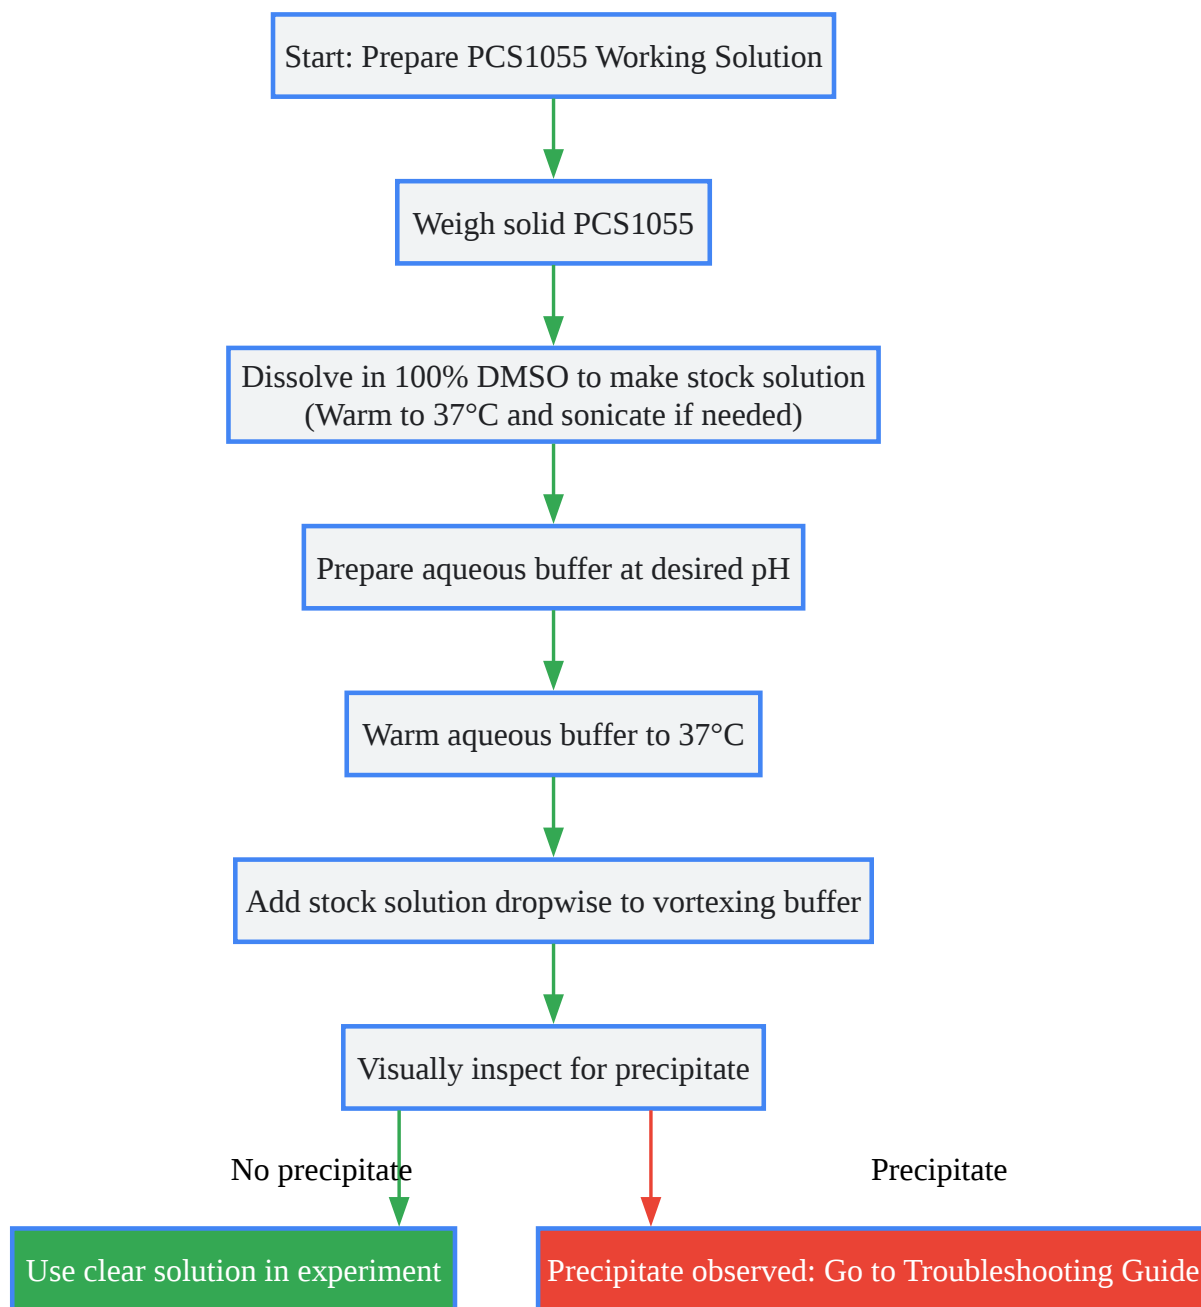 Start: Prepare PCS1055 Working Solution
Weigh solid PCS1055
Dissolve in 100% DMSO to make stock solution
(Warm to 37°C and sonicate if needed)
Prepare aqueous buffer at desired pH
Warm aqueous buffer to 37°C
Add stock solution dropwise to vortexing buffer
Visually inspect for precipitate
No precipitate
Precipitate
Use clear solution in experiment
Precipitate observed: Go to Troubleshooting Guide